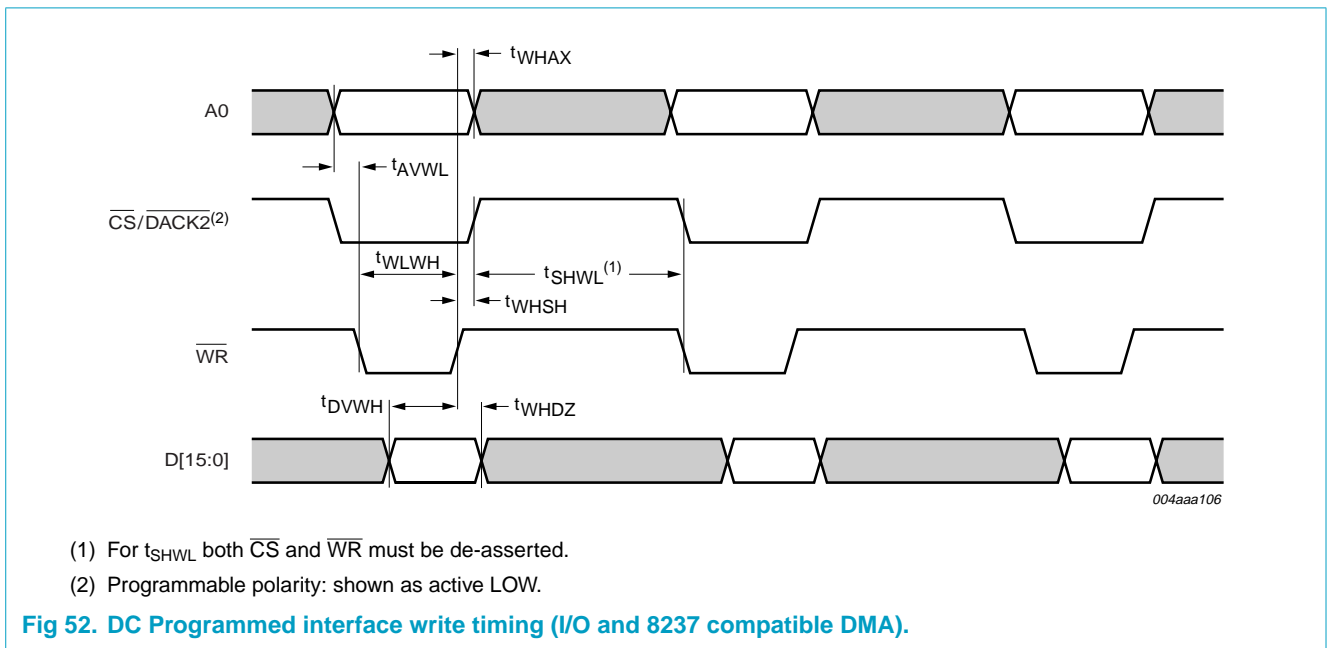 tWHAX
A0
tAVWL
CS/DACK2(2)
tWLWH
tSHWL(1)
tWHSH
WR
tDVWH
tWHDZ
D[15:0]
004aaa106
(1) For tSHWL both CS and WR must be de-asserted.
(2) Programmable polarity: shown as active LOW.
Fig 52. DC Programmed interface write timing (I/O and 8237 compatible DMA).